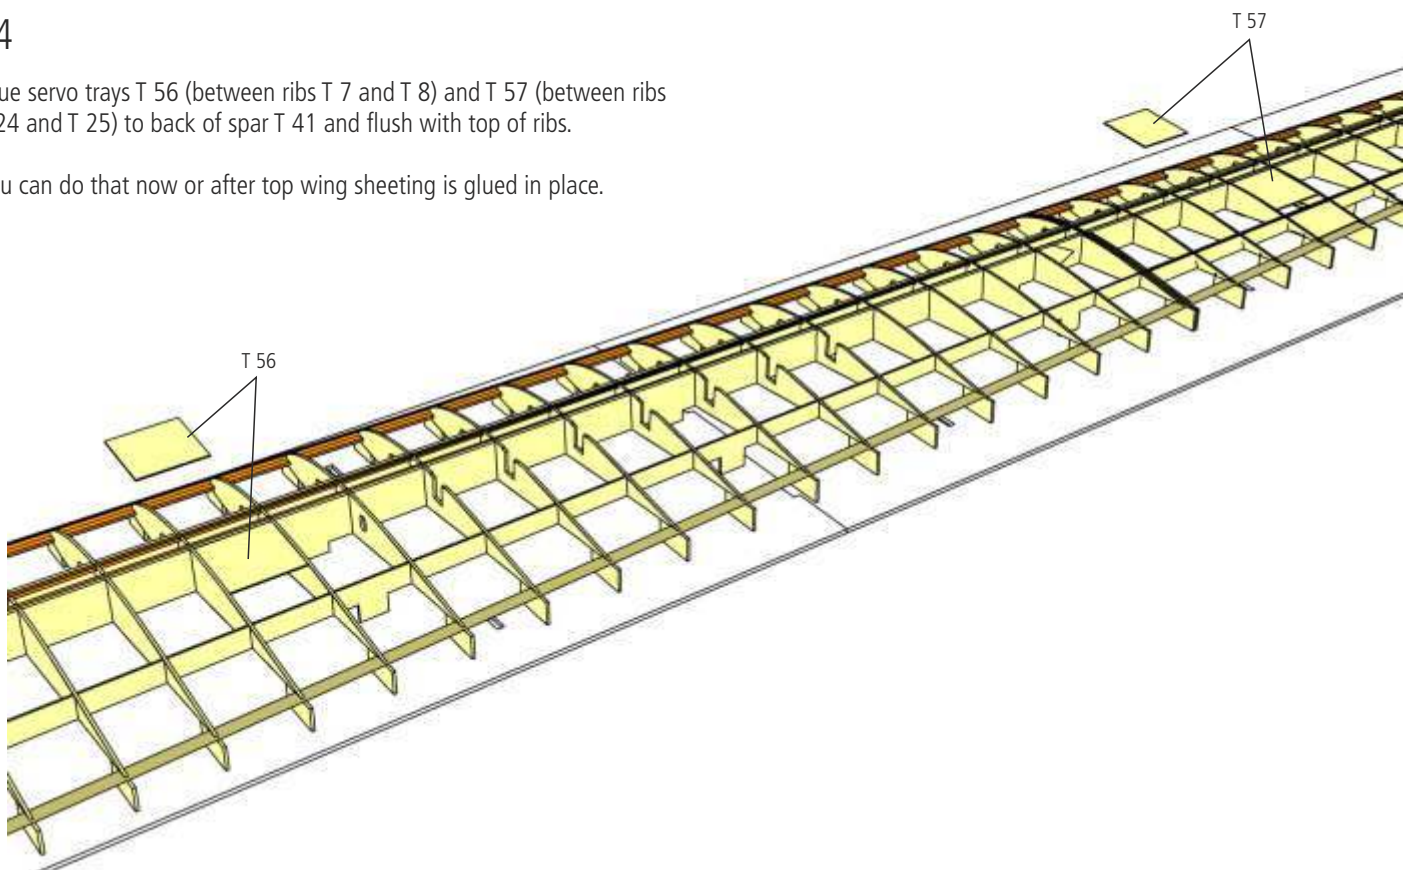 4
T 57
ue servo trays T 56 (between ribs T 7 and T 8) and T 57 (between ribs
24 and T 25) to back of spar T 41 and flush with top of ribs.
u can do that now or after top wing sheeting is glued in place.
T 56